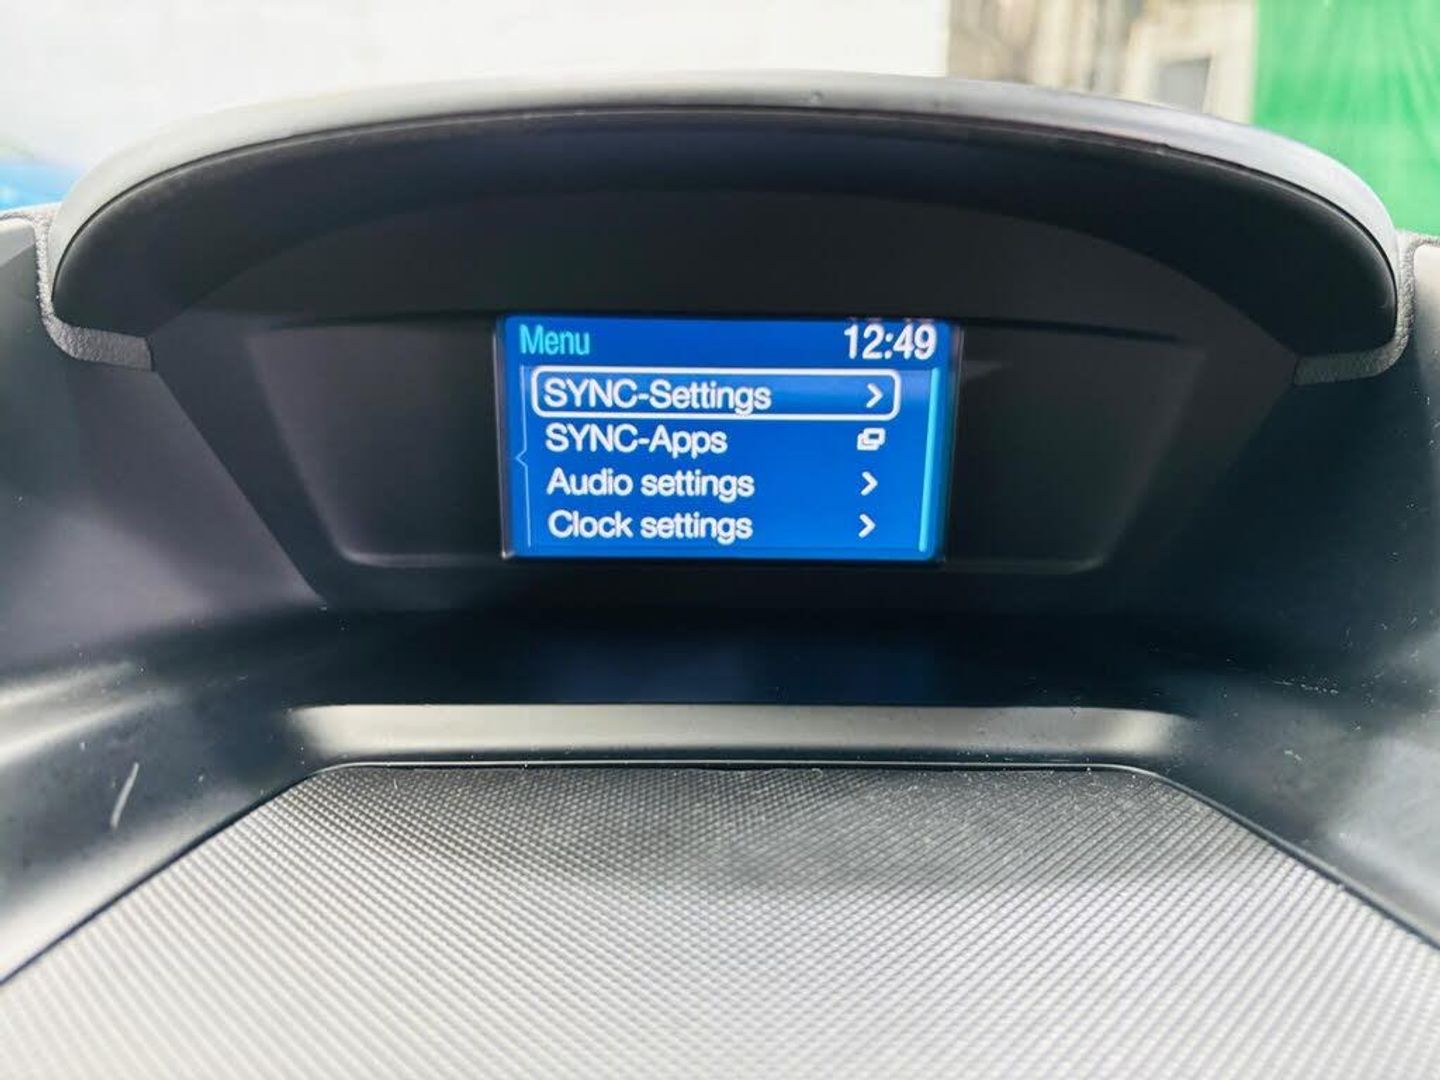 Menu 12:49
SYNC-Settings
SYNC-Apps
Audio settings
Clock settings